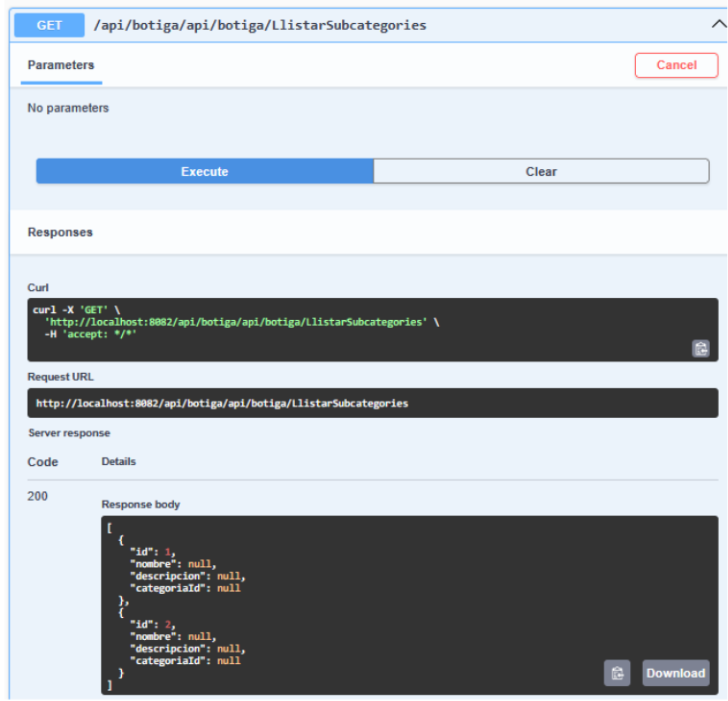 GET /api/botiga/api/botiga/LlistarSubcategories
Parameters Cancel
No parameters
Execute Clear
Responses
Curl
curl -X 'GET' \
'http://localhost:8082/api/botiga/api/botiga/LlistarSubcategories' \
-H 'accept: */*'
Request URL
http://localhost:8082/api/botiga/api/botiga/LlistarSubcategories
Server response
Code Details
200
Response body
[
{
"id": 1,
"nombre": null,
"descripcion": null,
"categoriaId": null
},
{
"id": 2,
"nombre": null,
"descripcion": null,
"categoriaId": null
}
]
Download